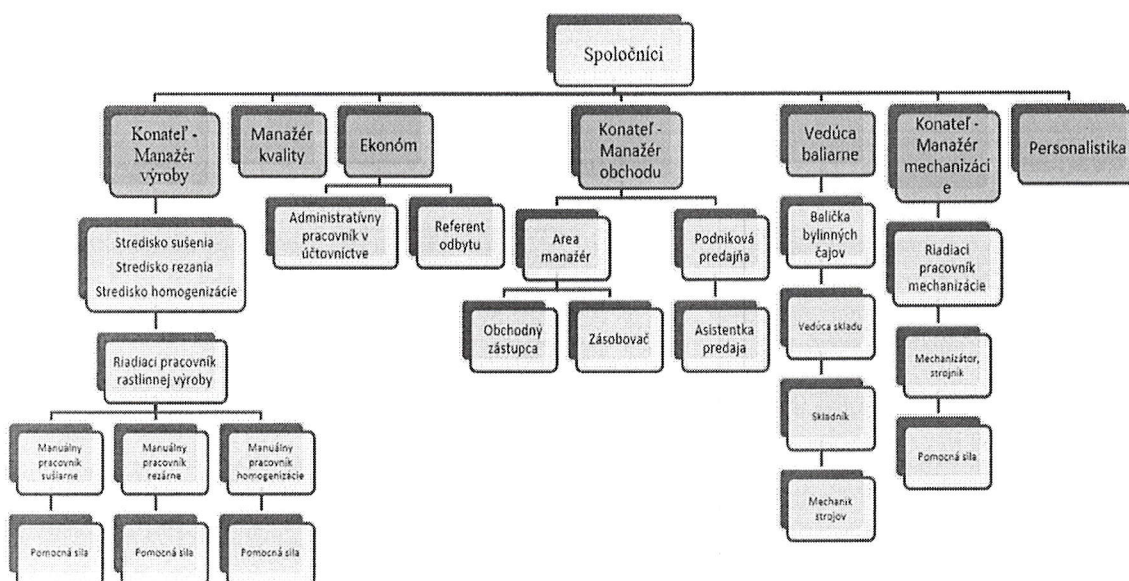 Spoločníci
Konateľ -
Manažér
výroby
Manažér
kvality
Ekonóm
Konateľ -
Manažér
obchodu
Vedúca
baliarne
Konateľ -
Manažér
mechanizáci
e
Personalistika
Stredisko sušenia
Stredisko rezania
Stredisko homogenizácie
Administratívny
pracovník v
účtovníctve
Referent
odbytu
Area
manažér
Podniková
predajňa
Balička
bylinných
čajov
Riadiaci
pracovník
mechanizácie
Obchodný
zástupca
Zásobovač
Asistentka
predaja
Vedúca skladu
Riadiaci pracovník
rastlinnej výroby
Mechanizátor,
strojník
Manuálny
pracovník
sušiarne
Manuálny
pracovník
rezárne
Manuálny
pracovník
homogenizácie
Skladník
Pomocná sila
Mechanik
strojov
Pomocná sila
Pomocná sila
Pomocná sila